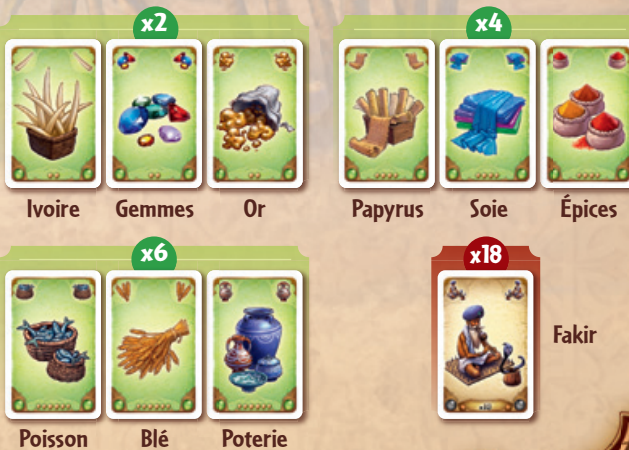 x2
x4
Ivoire Gemmes Or
Papyrus Soie Épices
x6
x18
Fakir
Poisson Blé Poterie